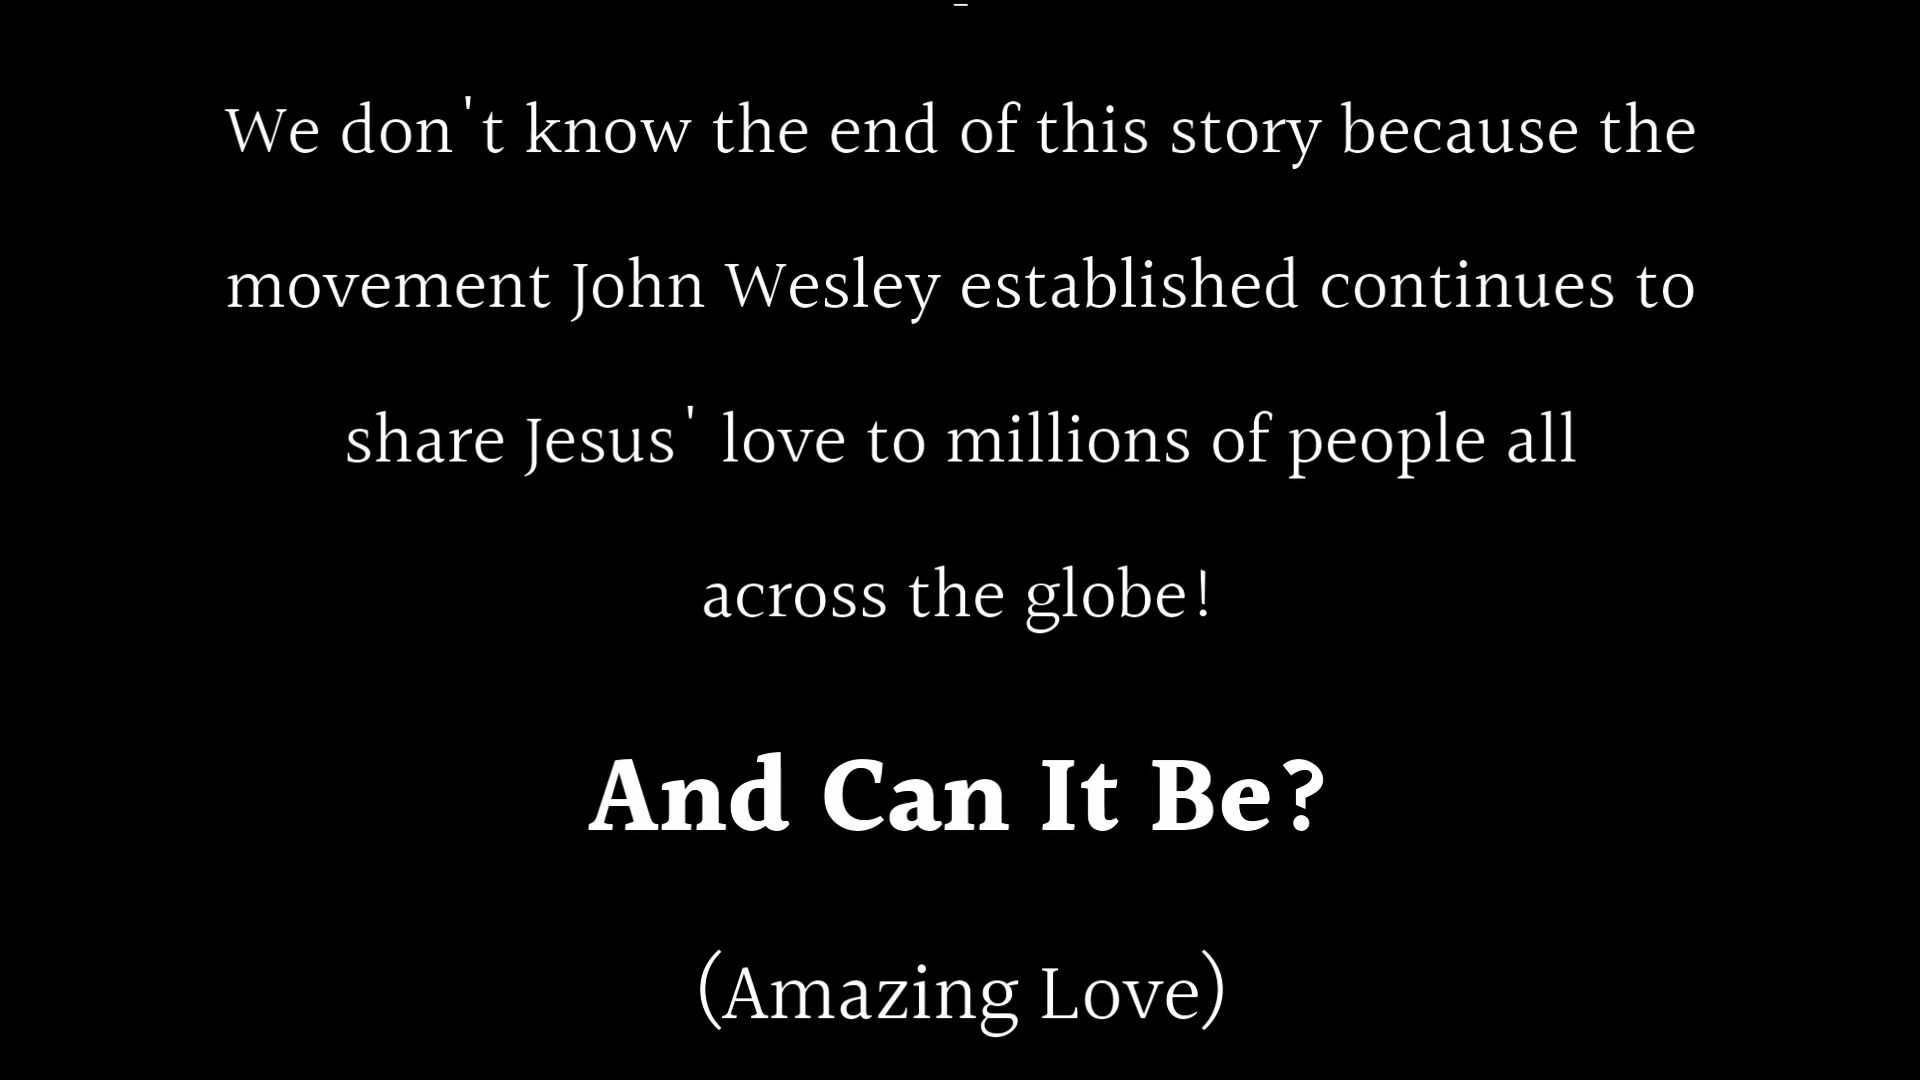 We don't know the end of this story because the
movement John Wesley established continues to
share Jesus' love to millions of people all
across the globe!
And Can It Be?
(Amazing Love)